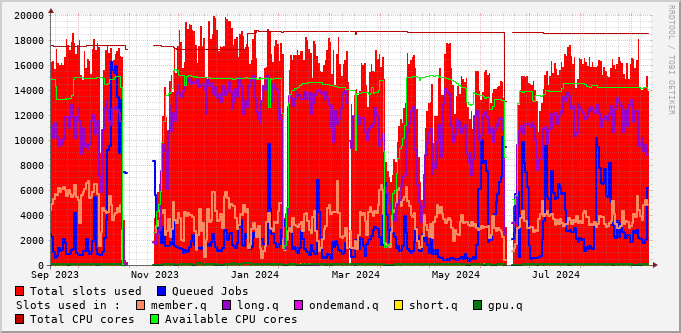 20000
18000
16000
14000
12000
10000
8000
6000
4000
2000
0
Sep 2023 Nov 2023 Jan 2024 Mar 2024 May 2024 Jul 2024
RRDTOOL / TOBI OETIKER
Total slots used Queued Jobs
Slots used in : member.q long.q ondemand.q short.q gpu.q
Total CPU cores Available CPU cores